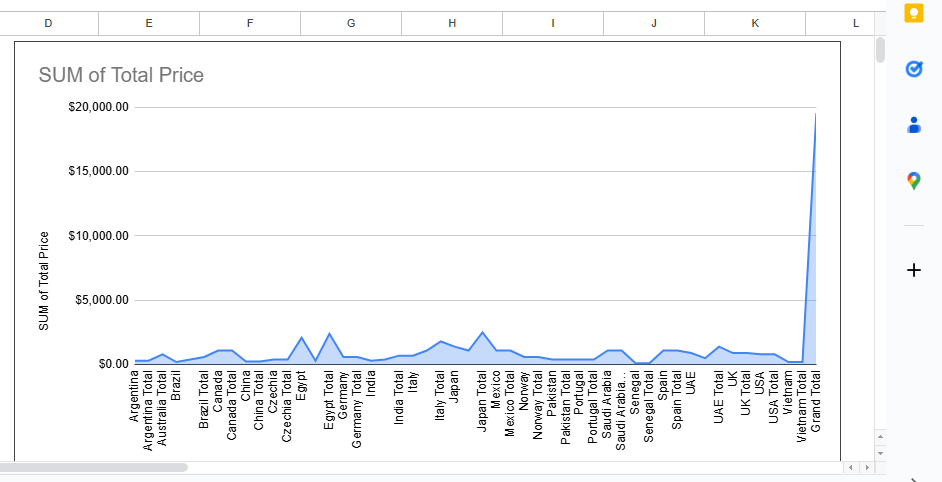 D E F G H I J K L
SUM of Total Price
$20,000.00
$15,000.00
$10,000.00
$5,000.00
$0.00
SUM of Total Price
Argentina
Argentina Total
Australia Total
Brazil
Brazil Total
Canada
Canada Total
China
China Total
Czechia
Czechia Total
Egypt
Egypt Total
Germany
Germany Total
India
India Total
Italy
Italy Total
Japan
Japan Total
Mexico
Mexico Total
Norway
Norway Total
Pakistan
Pakistan Total
Portugal
Portugal Total
Saudi Arabia
Saudi Arabia...
Senegal
Senegal Total
Spain
Spain Total
UAE
UAE Total
UK
UK Total
USA
USA Total
Vietnam
Vietnam Total
Grand Total